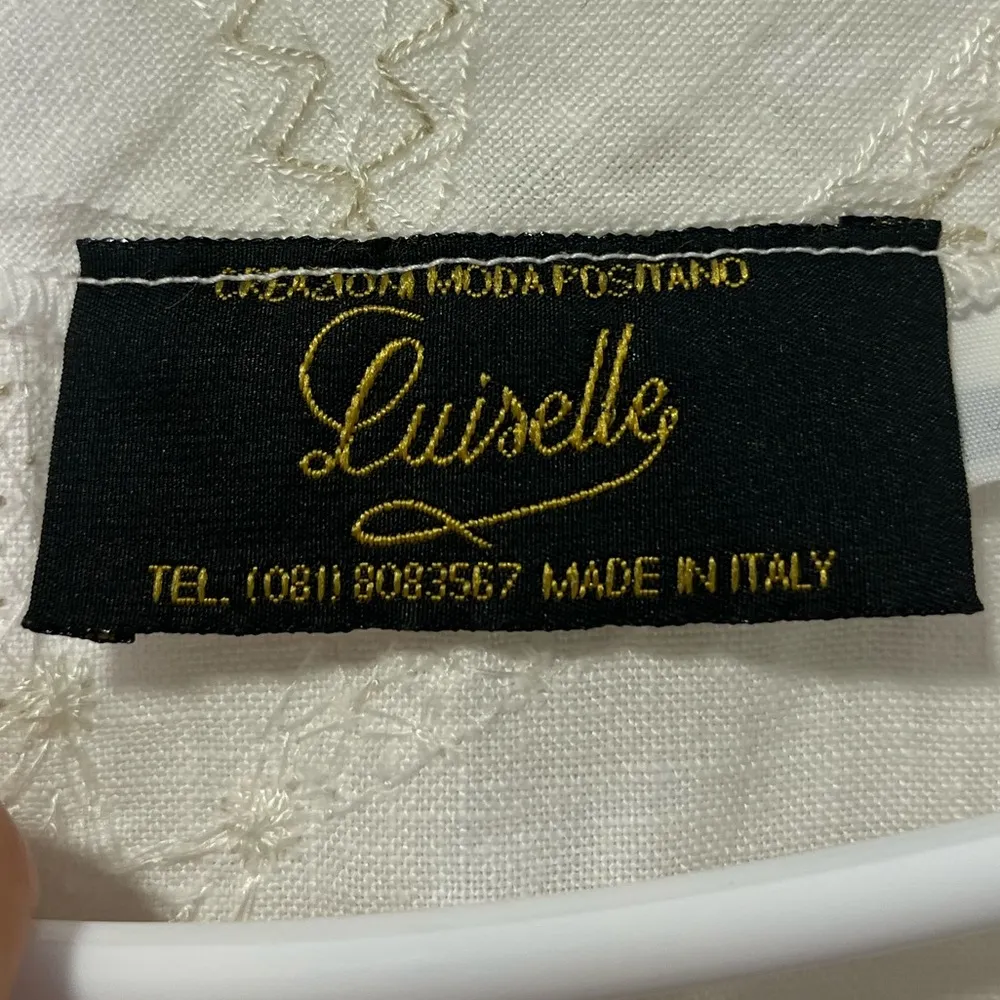 CREAZIONI MODA POSITANO
Luiselle
TEL. (081) 8083567 MADE IN ITALY